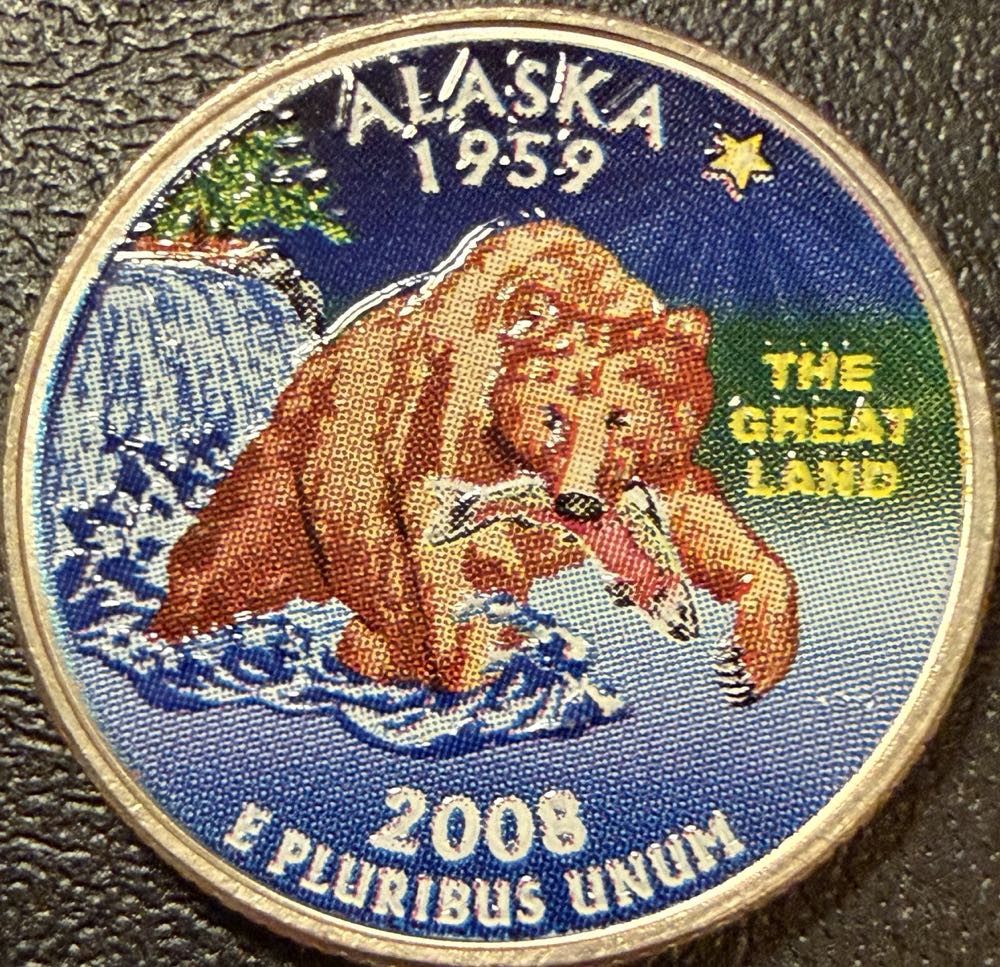 ALASKA
1959
THE
GREAT
LAND
2008
E PLURIBUS UNUM